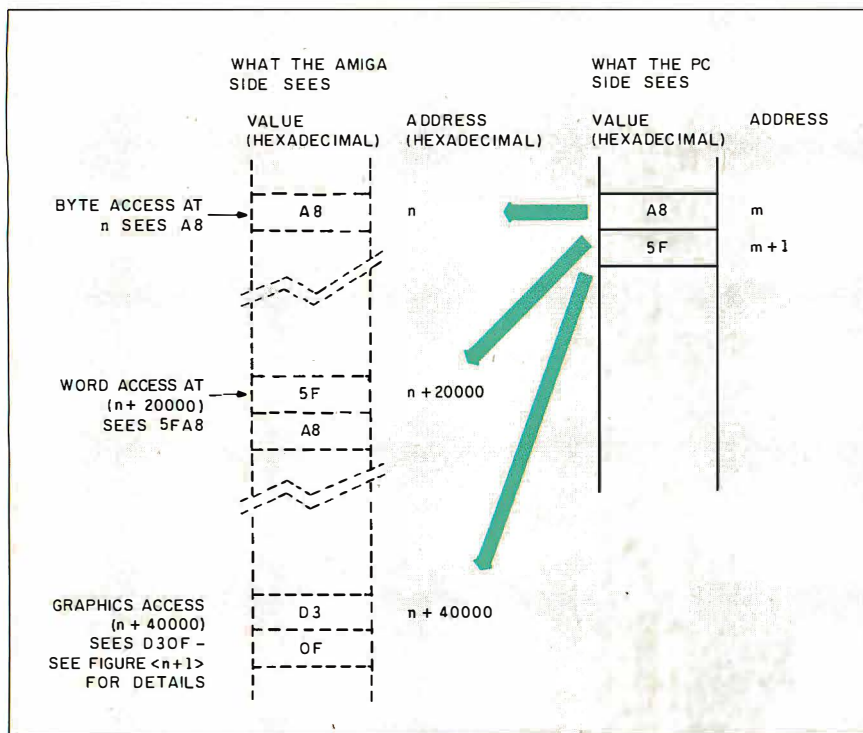 WHAT THE AMIGA
SIDE SEES
WHAT THE PC
SIDE SEES
VALUE
(HEXADECIMAL)
ADDRESS
(HEXADECIMAL)
VALUE
(HEXADECIMAL)
ADDRESS
BYTE ACCESS AT
n SEES A8
A8
n
A8
m
5F
m+1
WORD ACCESS AT
(n+ 20000)
SEES 5FA8
5F
n+20000
A8
GRAPHICS ACCESS
(n+40000)
SEES D30F –
SEE FIGURE <n+1>
FOR DETAILS
D3
n+ 40000
0F